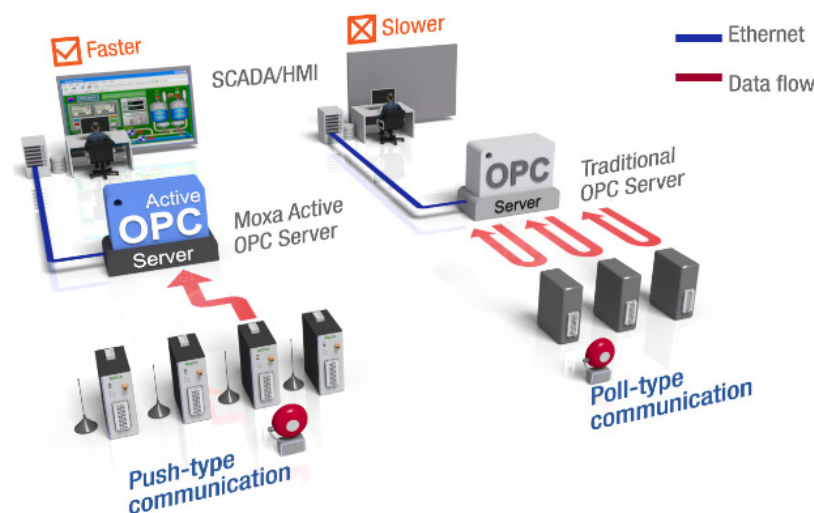 Faster
SCADA/HMI
Slower
Ethernet
Data flow
Active
OPC
Server
Moxa Active
OPC Server
OPC
Server
Traditional
OPC Server
Push-type
communication
Poll-type
communication